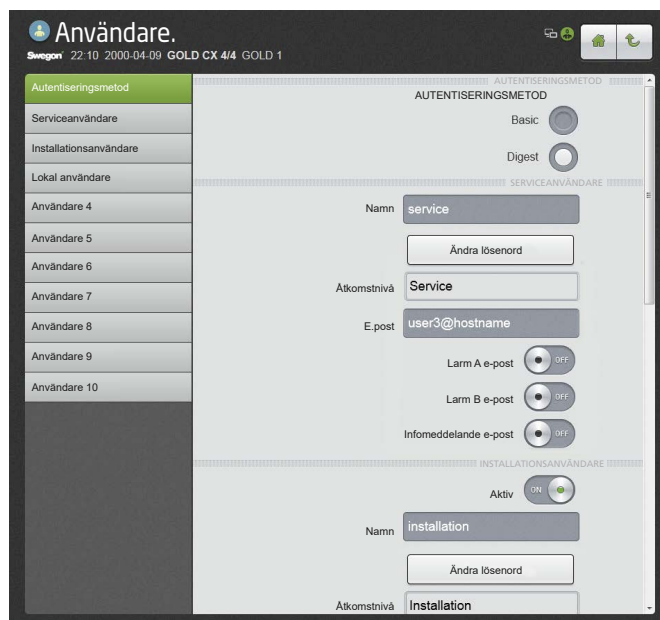 Användare.
Swegon 22:10 2000-04-09 GOLD CX 4/4 GOLD 1
Autentiseringsmetod
Serviceanvändare
Installationsanvändare
Lokal användare
Användare 4
Användare 5
Användare 6
Användare 7
Användare 8
Användare 9
Användare 10
AUTENTISERINGSMETOD
AUTENTISERINGSMETOD
Basic
Digest
SERVICEANVÄNDARE
Namn service
Ändra lösenord
Åtkomstnivå Service
E.post user3@hostname
Larm A e-post OFF
Larm B e-post OFF
Infomeddelande e-post OFF
INSTALLATIONSANVÄNDARE
Aktiv ON
Namn installation
Ändra lösenord
Åtkomstnivå Installation